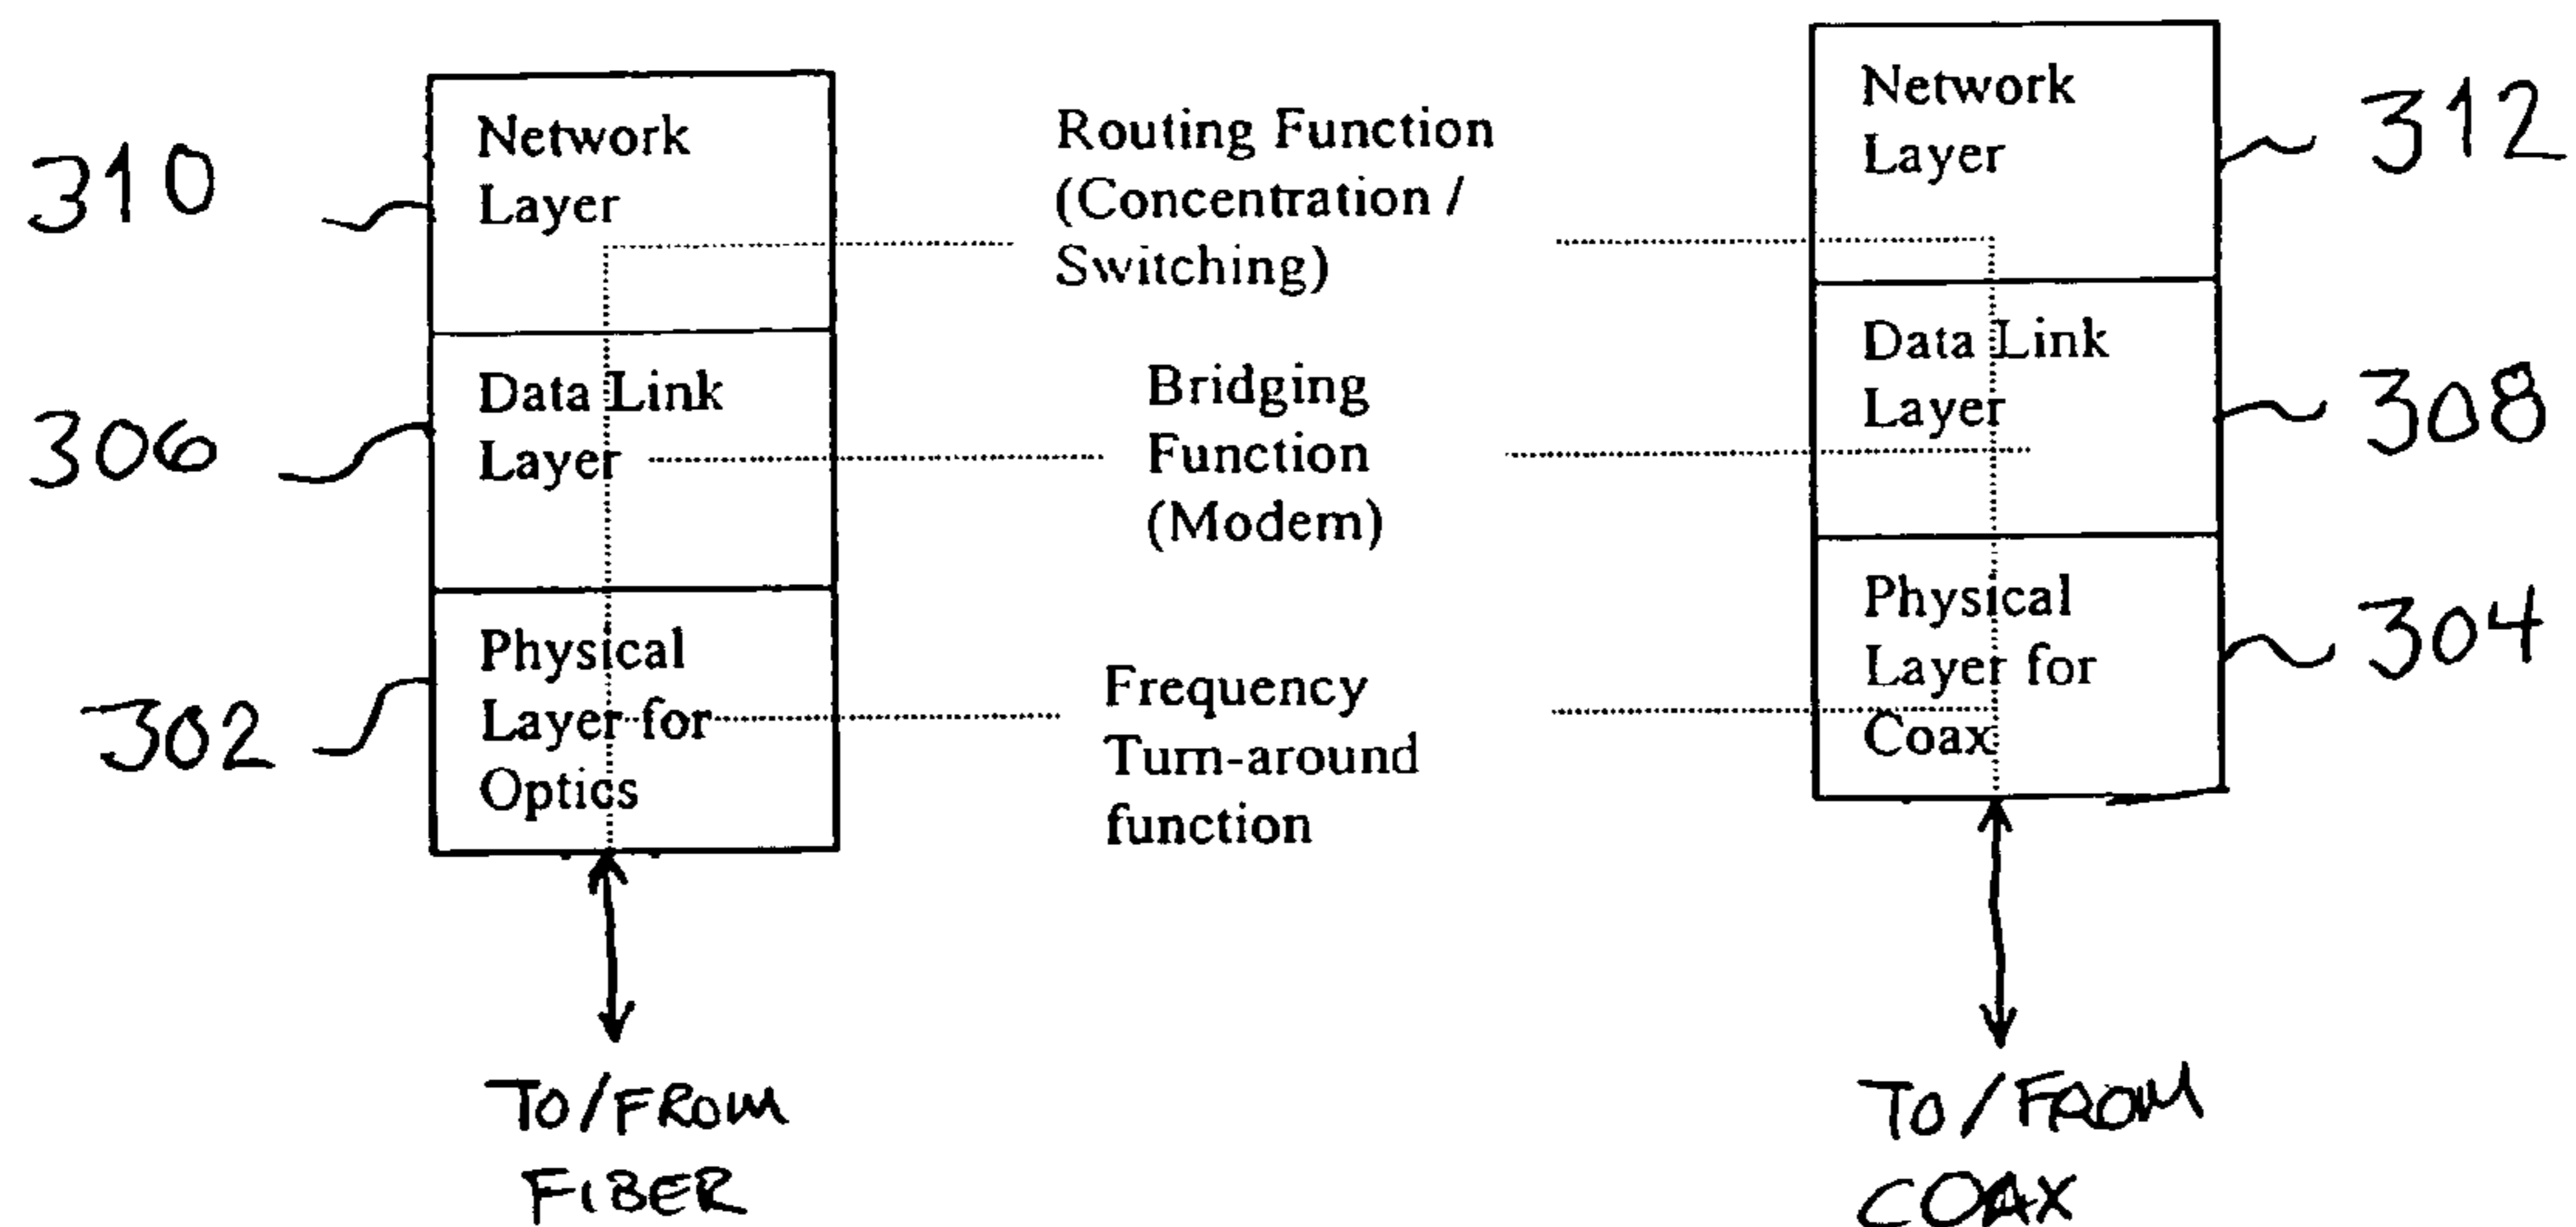 310
Network
Layer
Routing Function
(Concentration /
Switching)
Network
Layer
312
306
Data Link
Layer
Bridging
Function
(Modem)
Data Link
Layer
308
302
Physical
Layer for
Optics
Frequency
Turn-around
function
Physical
Layer for
Coax
304
TO/FROM
FIBER
TO/FROM
COAX